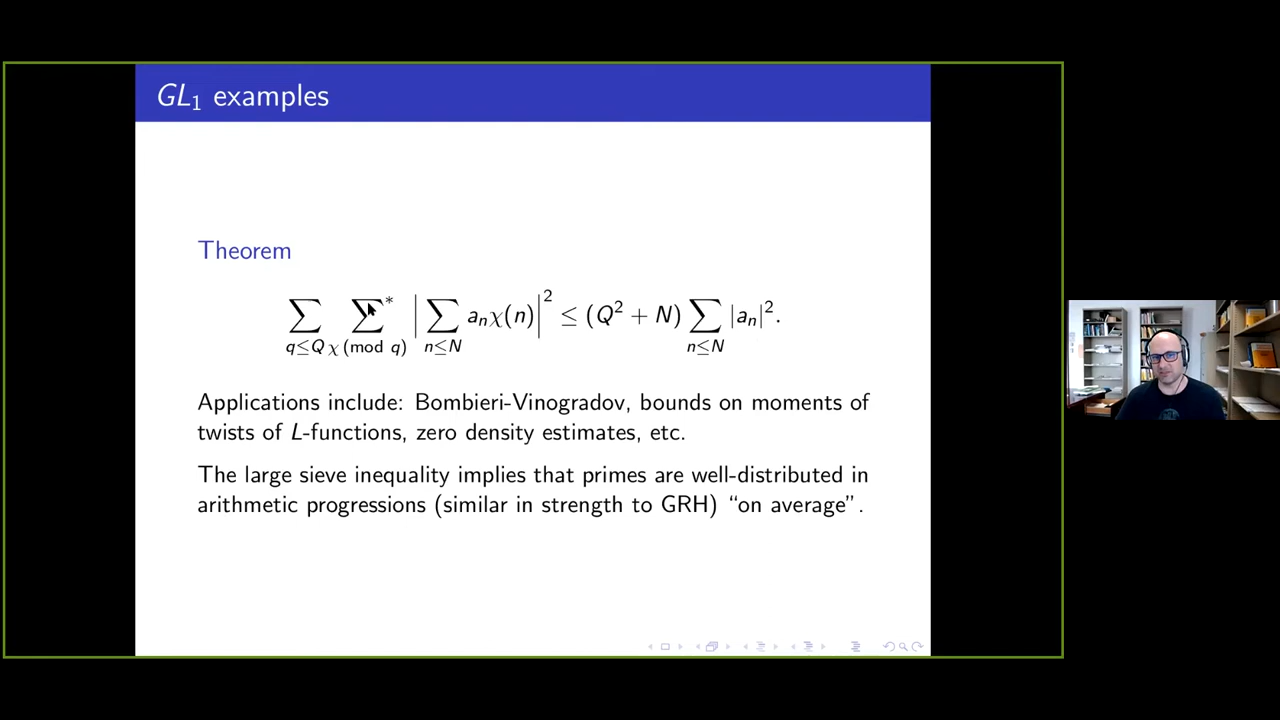 GL₁ examples
Theorem
∑_{q≤Q} ∑*_{χ (mod q)} |∑_{n≤N} a_n χ(n)|² ≤ (Q² + N) ∑_{n≤N} |a_n|².
Applications include: Bombieri-Vinogradov, bounds on moments of
twists of L-functions, zero density estimates, etc.
The large sieve inequality implies that primes are well-distributed in
arithmetic progressions (similar in strength to GRH) “on average”.